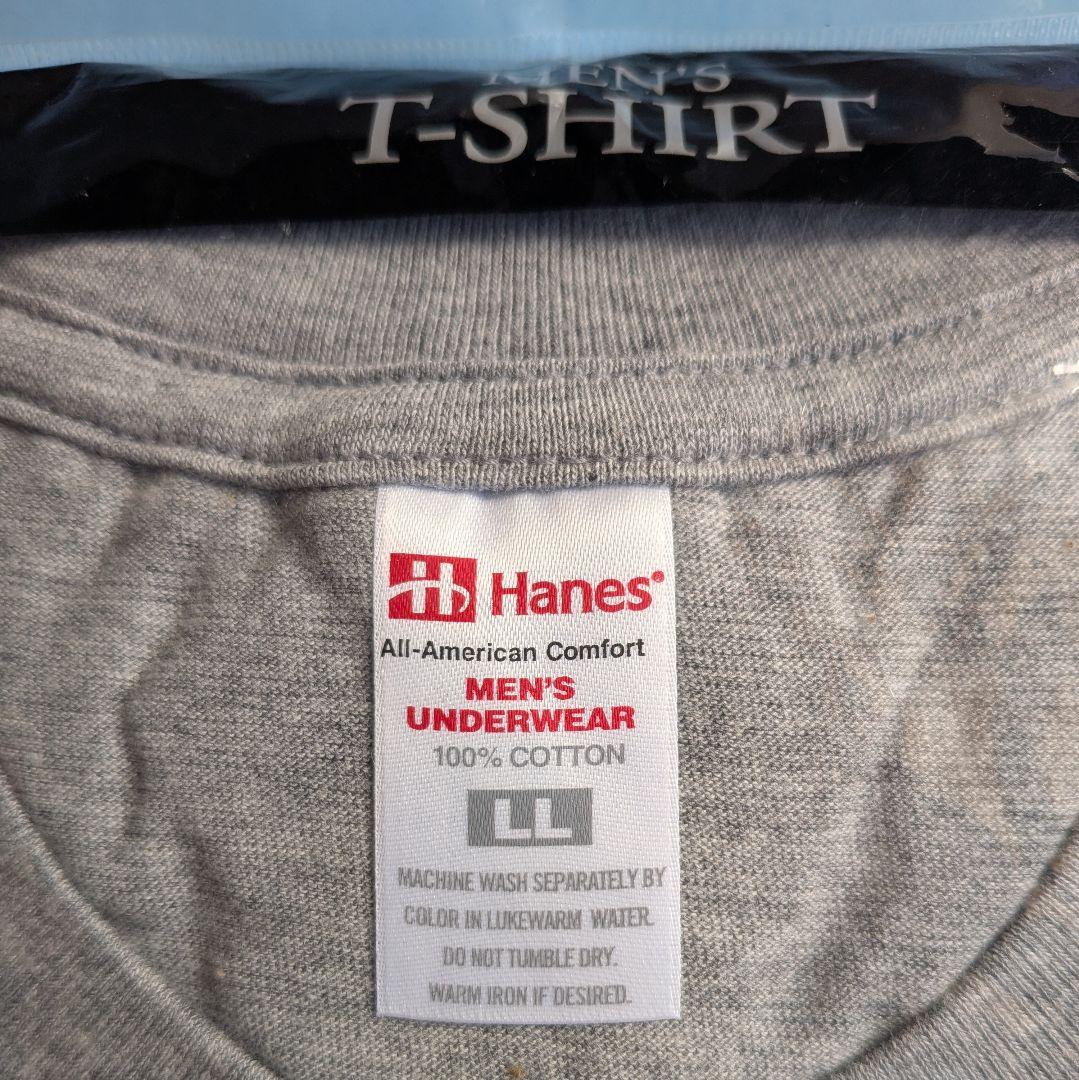 MEN'S
T-SHIRT
H Hanes®
All-American Comfort
MEN'S
UNDERWEAR
100% COTTON
LL
MACHINE WASH SEPARATELY BY
COLOR IN LUKEWARM WATER.
DO NOT TUMBLE DRY.
WARM IRON IF DESIRED.